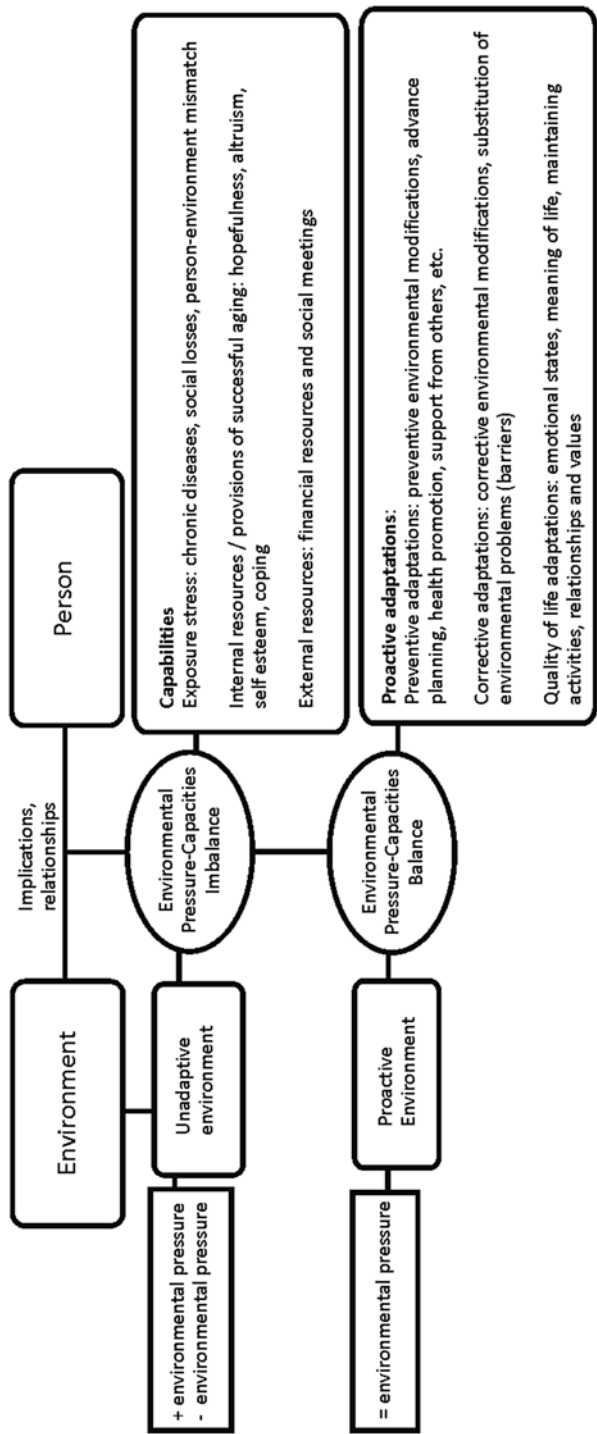 Environment
Implications,
relationships
Person
+ environmental pressure
- environmental pressure
Unadaptive
environment
Environmental
Pressure-Capacities
Imbalance
Capabilities
Exposure stress: chronic diseases, social losses, person-environment mismatch
Internal resources / provisions of successful aging: hopefulness, altruism,
self esteem, coping
External resources: financial resources and social meetings
= environmental pressure
Proactive
Environment
Environmental
Pressure-Capacities
Balance
Proactive adaptations:
Preventive adaptations: preventive environmental modifications, advance
planning, health promotion, support from others, etc.
Corrective adaptations: corrective environmental modifications, substitution of
environmental problems (barriers)
Quality of life adaptations: emotional states, meaning of life, maintaining
activities, relationships and values